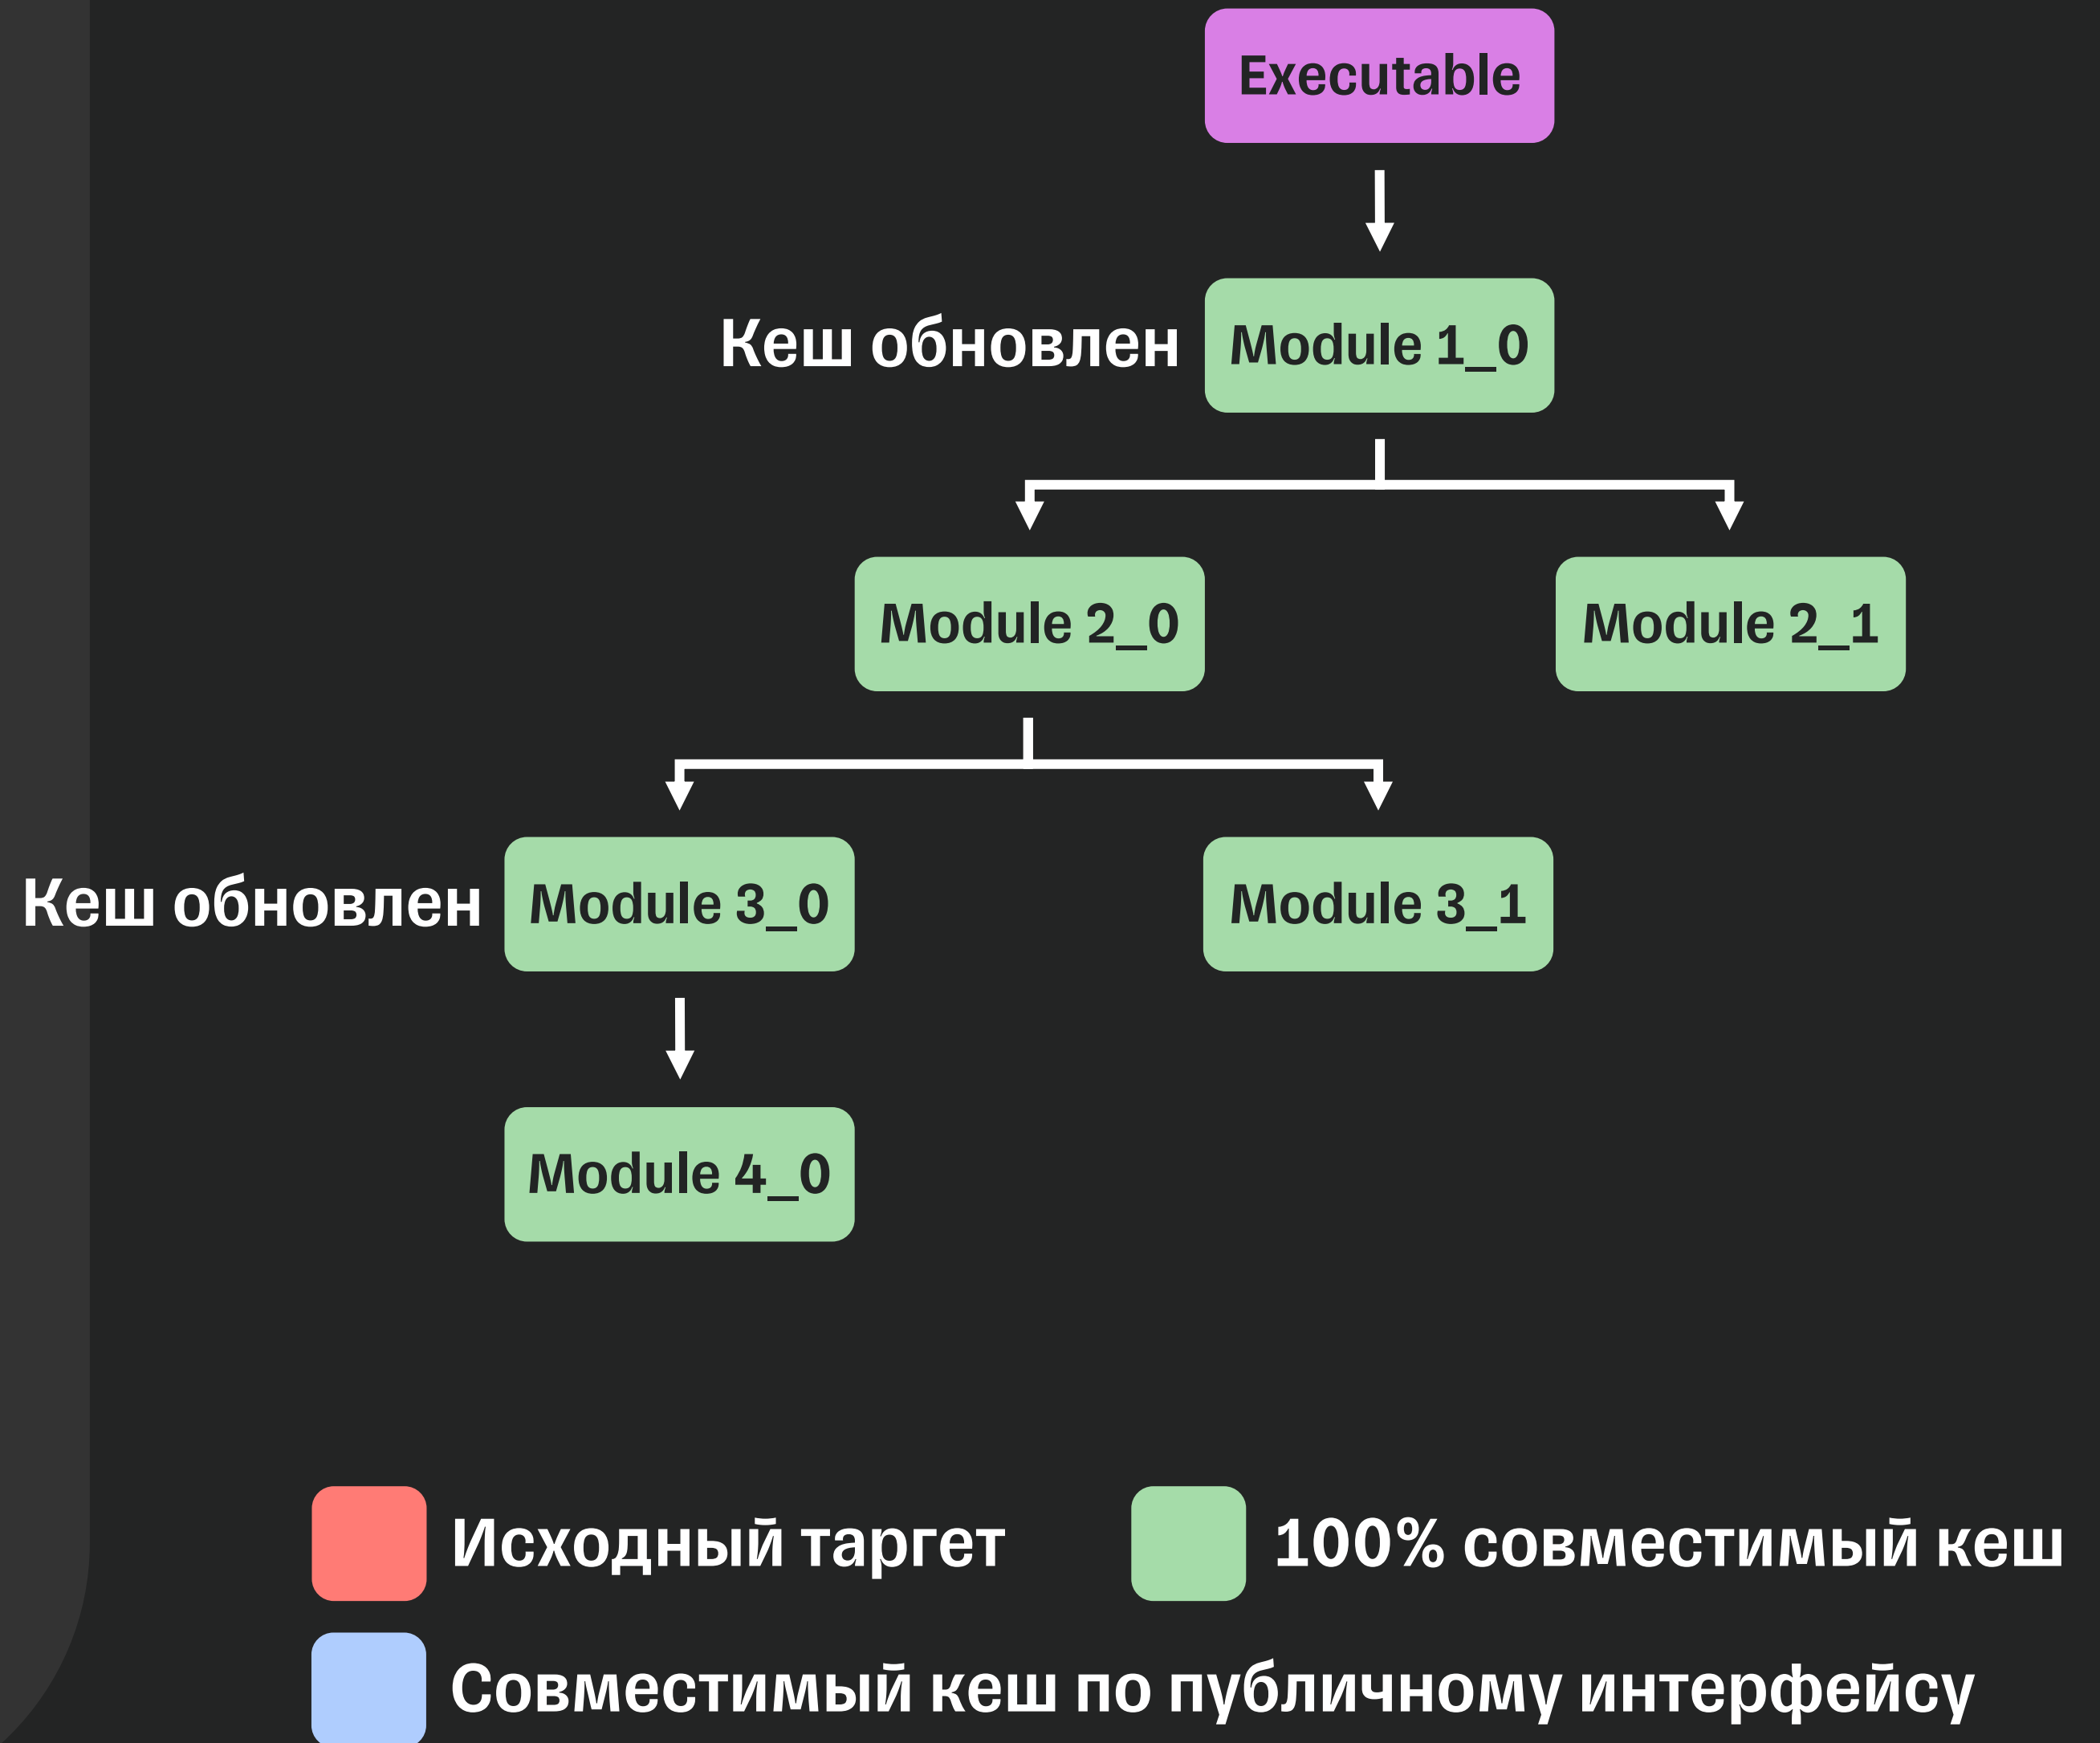 Executable
Кеш обновлен
Module 1_0
Module 2_0
Module 2_1
Кеш обновлен
Module 3_0
Module 3_1
Module 4_0
Исходный таргет
100% совместимый кеш
Совместимый кеш по публичному интерфейсу